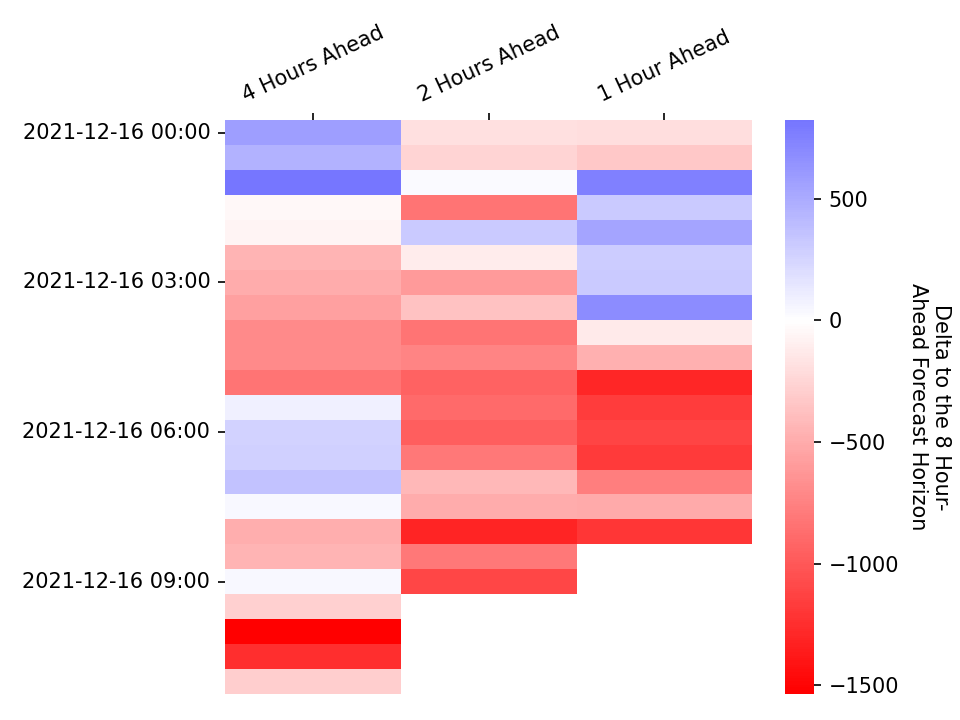 4 Hours Ahead
2 Hours Ahead
1 Hour Ahead
2021-12-16 00:00
2021-12-16 03:00
2021-12-16 06:00
2021-12-16 09:00
500
0
−500
−1000
−1500
Delta to the 8 Hour-
Ahead Forecast Horizon